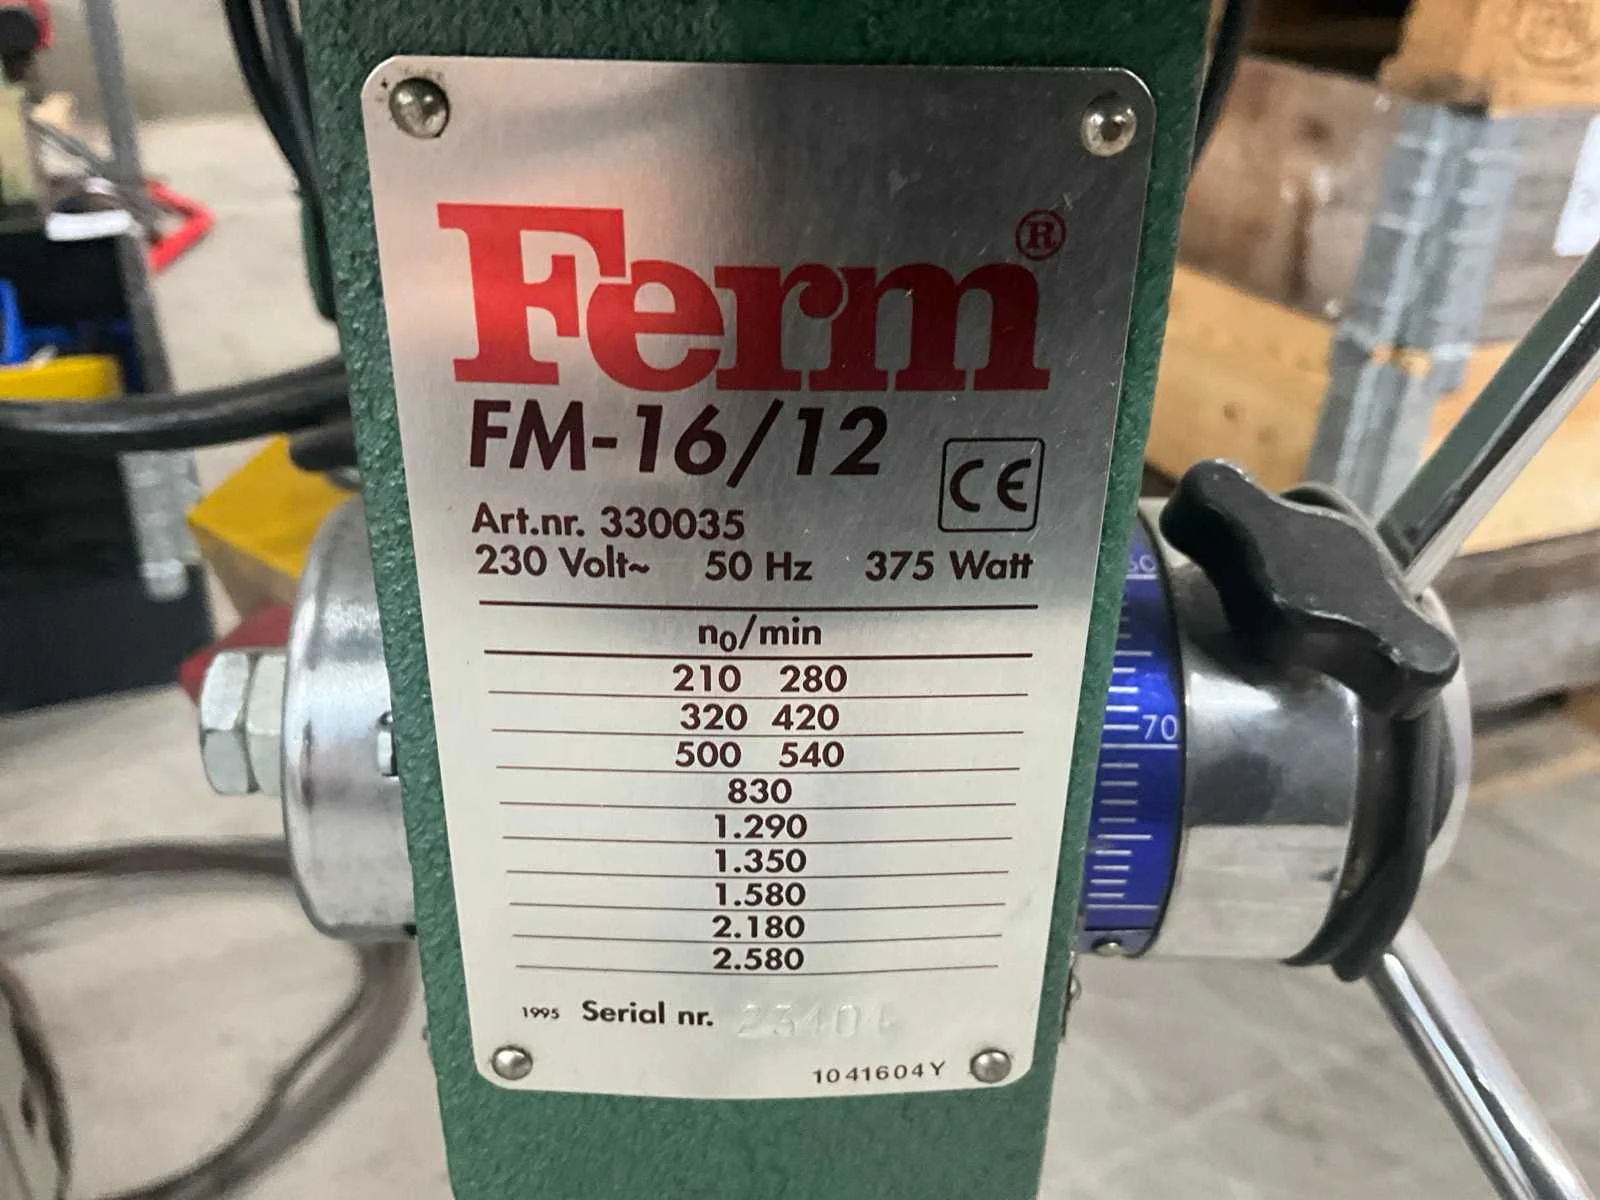 Ferm®
FM-16/12
CE
Art.nr. 330035
230 Volt~ 50 Hz 375 Watt
n₀/min
210 280
320 420
500 540
830
1.290
1.350
1.580
2.180
2.580
1995 Serial nr.
1041604Y
70